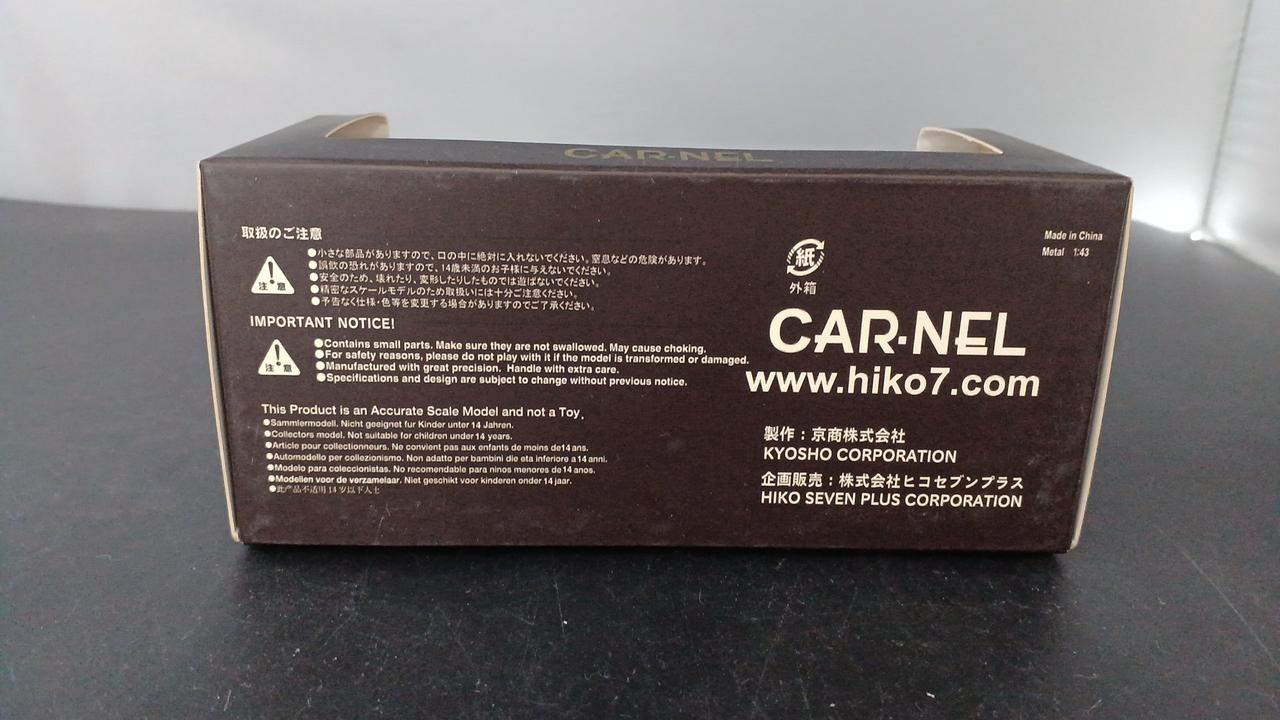 CAR·NEL
取扱のご注意
注意
●小さな部品がありますので、口の中に絶対に入れないでください。窒息などの危険があります。
●誤飲の恐れがありますので、14歳未満のお子様に与えないでください。
●安全のため、壊れたり、変形したりしたものでは遊ばないでください。
●精密なスケールモデルのため取扱いには十分ご注意ください。
●予告なく仕様・色等を変更する場合がありますのでご了承ください。
IMPORTANT NOTICE!
注意
●Contains small parts. Make sure they are not swallowed. May cause choking.
●For safety reasons, please do not play with it if the model is transformed or damaged.
●Manufactured with great precision. Handle with extra care.
●Specifications and design are subject to change without previous notice.
This Product is an Accurate Scale Model and not a Toy.
●Sammlermodell. Nicht geeignet fur Kinder unter 14 Jahren.
●Collectors model. Not suitable for children under 14 years.
●Article pour collectionneurs. Ne convient pas aux enfants de moins de14 ans.
●Automodello per collezionismo. Non adatto per bambini die eta inferiore a 14 anni.
●Modelo para coleccionistas. No recomendable para ninos menores de 14 anos.
●Modellen voor de verzamelaar. Niet geschikt voor kinderen onder 14 jaar.
●此产品不适用14岁以下人士
紙
外箱
Made in China
Metal 1:43
CAR·NEL
www.hiko7.com
製作：京商株式会社
KYOSHO CORPORATION
企画販売：株式会社ヒコセブンプラス
HIKO SEVEN PLUS CORPORATION